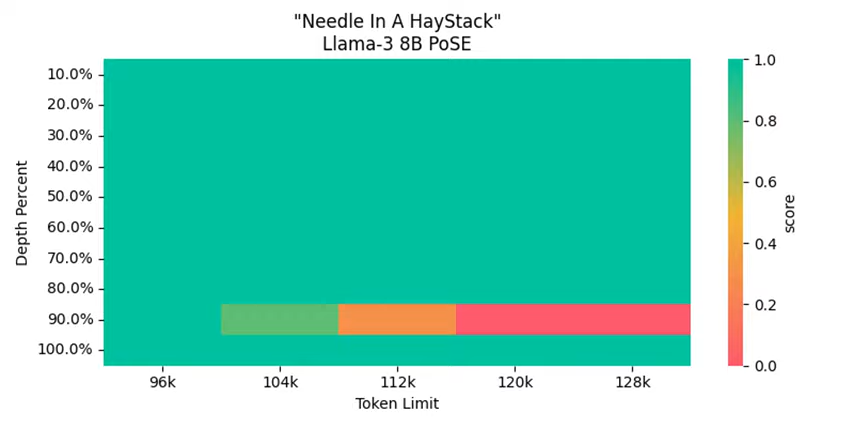 "Needle In A HayStack"
Llama-3 8B PoSE
Depth Percent
10.0%
20.0%
30.0%
40.0%
50.0%
60.0%
70.0%
80.0%
90.0%
100.0%
96k
104k
112k
120k
128k
Token Limit
1.0
0.8
0.6
0.4
0.2
0.0
score